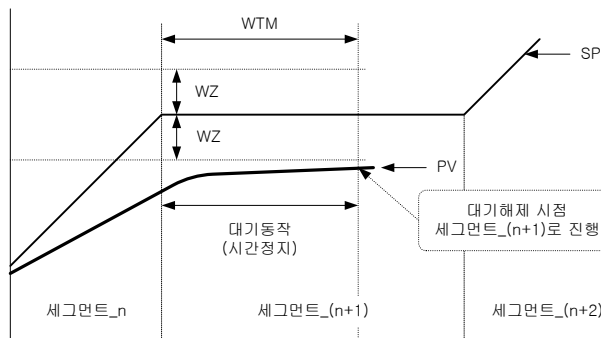 WTM
SP
WZ
WZ
PV
대기해제 시점
세그먼트_(n+1)로 진행
대기동작
(시간정지)
세그먼트_n
세그먼트_(n+1)
세그먼트_(n+2)